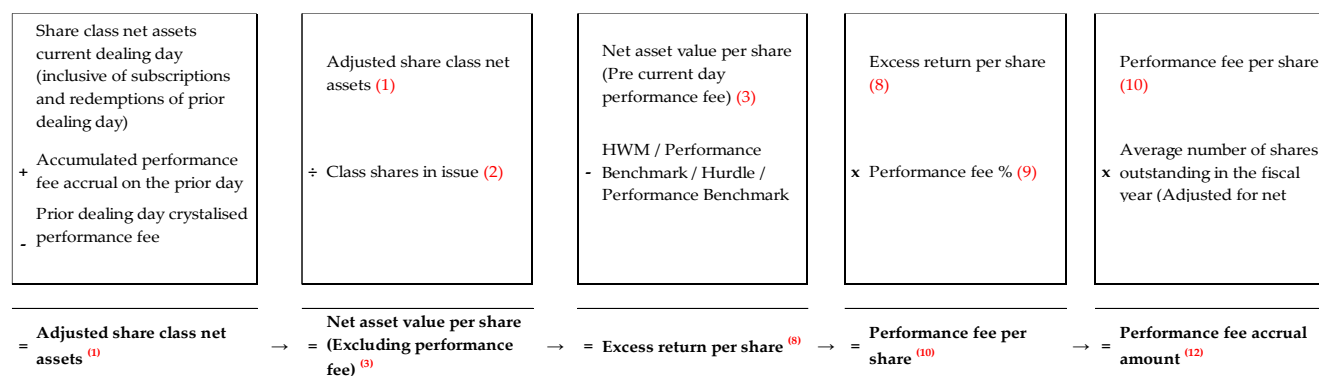 Share class net assets
current dealing day
(inclusive of subscriptions
and redemptions of prior
dealing day)
+ Accumulated performance
fee accrual on the prior day
Prior dealing day crystalised
- performance fee
Adjusted share class net
assets (1)
÷ Class shares in issue (2)
Net asset value per share
(Pre current day
performance fee) (3)
HWM / Performance
- Benchmark / Hurdle /
Performance Benchmark
Excess return per share
(8)
x Performance fee % (9)
Performance fee per share
(10)
Average number of shares
x outstanding in the fiscal
year (Adjusted for net
= Adjusted share class net
assets (1)
→
Net asset value per share
= (Excluding performance
fee) (3)
→
= Excess return per share (8)
→
= Performance fee per
share (10)
→
= Performance fee accrual
amount (12)